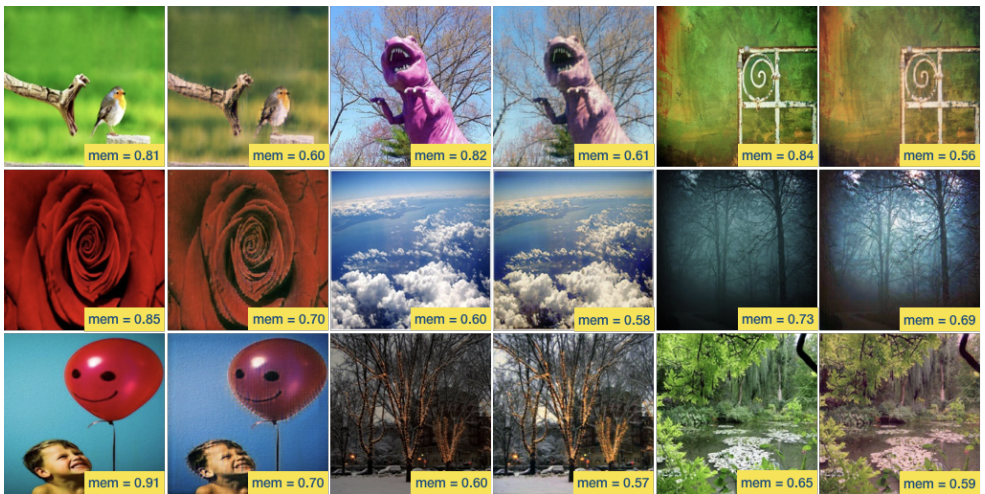 mem = 0.81
mem = 0.60
mem = 0.82
mem = 0.61
mem = 0.84
mem = 0.56
mem = 0.85
mem = 0.70
mem = 0.60
mem = 0.58
mem = 0.73
mem = 0.69
mem = 0.91
mem = 0.70
mem = 0.60
mem = 0.57
mem = 0.65
mem = 0.59